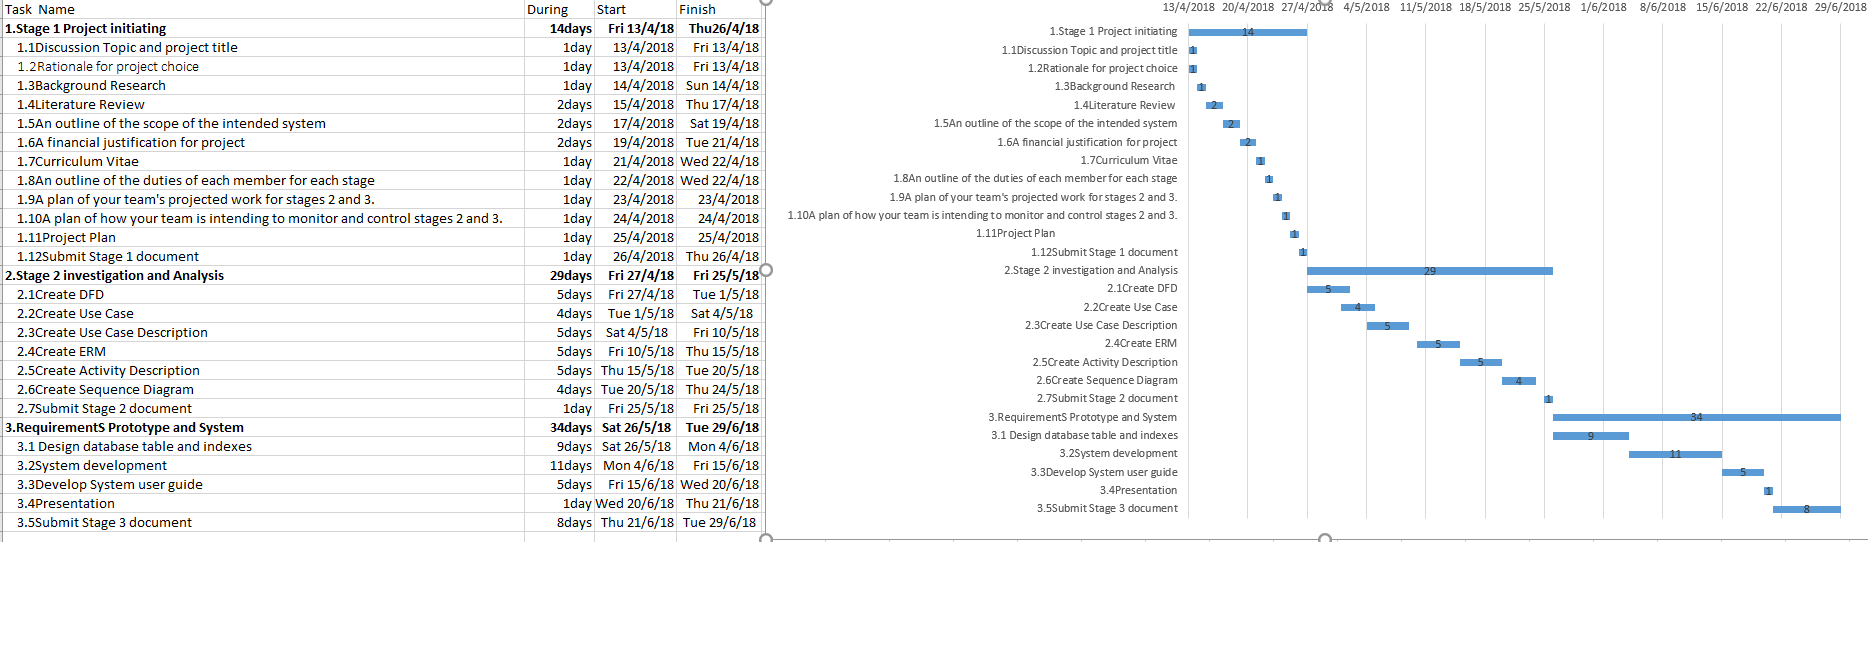 Task Name During Start Finish
1.Stage 1 Project initiating 14days Fri 13/4/18 Thu26/4/18
1.1Discussion Topic and project title 1day 13/4/2018 Fri 13/4/18
1.2Rationale for project choice 1day 13/4/2018 Fri 13/4/18
1.3Background Research 1day 14/4/2018 Sun 14/4/18
1.4Literature Review 2days 15/4/2018 Thu 17/4/18
1.5An outline of the scope of the intended system 2days 17/4/2018 Sat 19/4/18
1.6A financial justification for project 2days 19/4/2018 Tue 21/4/18
1.7Curriculum Vitae 1day 21/4/2018 Wed 22/4/18
1.8An outline of the duties of each member for each stage 1day 22/4/2018 Wed 22/4/18
1.9A plan of your team's projected work for stages 2 and 3. 1day 23/4/2018 23/4/2018
1.10A plan of how your team is intending to monitor and control stages 2 and 3. 1day 24/4/2018 24/4/2018
1.11Project Plan 1day 25/4/2018 25/4/2018
1.12Submit Stage 1 document 1day 26/4/2018 Thu 26/4/18
2.Stage 2 investigation and Analysis 29days Fri 27/4/18 Fri 25/5/18
2.1Create DFD 5days Fri 27/4/18 Tue 1/5/18
2.2Create Use Case 4days Tue 1/5/18 Sat 4/5/18
2.3Create Use Case Description 5days Sat 4/5/18 Fri 10/5/18
2.4Create ERM 5days Fri 10/5/18 Thu 15/5/18
2.5Create Activity Description 5days Thu 15/5/18 Tue 20/5/18
2.6Create Sequence Diagram 4days Tue 20/5/18 Thu 24/5/18
2.7Submit Stage 2 document 1day Fri 25/5/18 Fri 25/5/18
3.RequirementS Prototype and System 34days Sat 26/5/18 Tue 29/6/18
3.1 Design database table and indexes 9days Sat 26/5/18 Mon 4/6/18
3.2System development 11days Mon 4/6/18 Fri 15/6/18
3.3Develop System user guide 5days Fri 15/6/18 Wed 20/6/18
3.4Presentation 1day Wed 20/6/18 Thu 21/6/18
3.5Submit Stage 3 document 8days Thu 21/6/18 Tue 29/6/18
13/4/2018 20/4/2018 27/4/2018 4/5/2018 11/5/2018 18/5/2018 25/5/2018 1/6/2018 8/6/2018 15/6/2018 22/6/2018 29/6/2018
1.Stage 1 Project initiating 14
1.1Discussion Topic and project title 1
1.2Rationale for project choice 1
1.3Background Research 1
1.4Literature Review 2
1.5An outline of the scope of the intended system 2
1.6A financial justification for project 2
1.7Curriculum Vitae 1
1.8An outline of the duties of each member for each stage 1
1.9A plan of your team's projected work for stages 2 and 3. 1
1.10A plan of how your team is intending to monitor and control stages 2 and 3. 1
1.11Project Plan 1
1.12Submit Stage 1 document 1
2.Stage 2 investigation and Analysis 29
2.1Create DFD 5
2.2Create Use Case 4
2.3Create Use Case Description 5
2.4Create ERM 5
2.5Create Activity Description 5
2.6Create Sequence Diagram 4
2.7Submit Stage 2 document 1
3.RequirementS Prototype and System 34
3.1 Design database table and indexes 9
3.2System development 11
3.3Develop System user guide 5
3.4Presentation 1
3.5Submit Stage 3 document 8